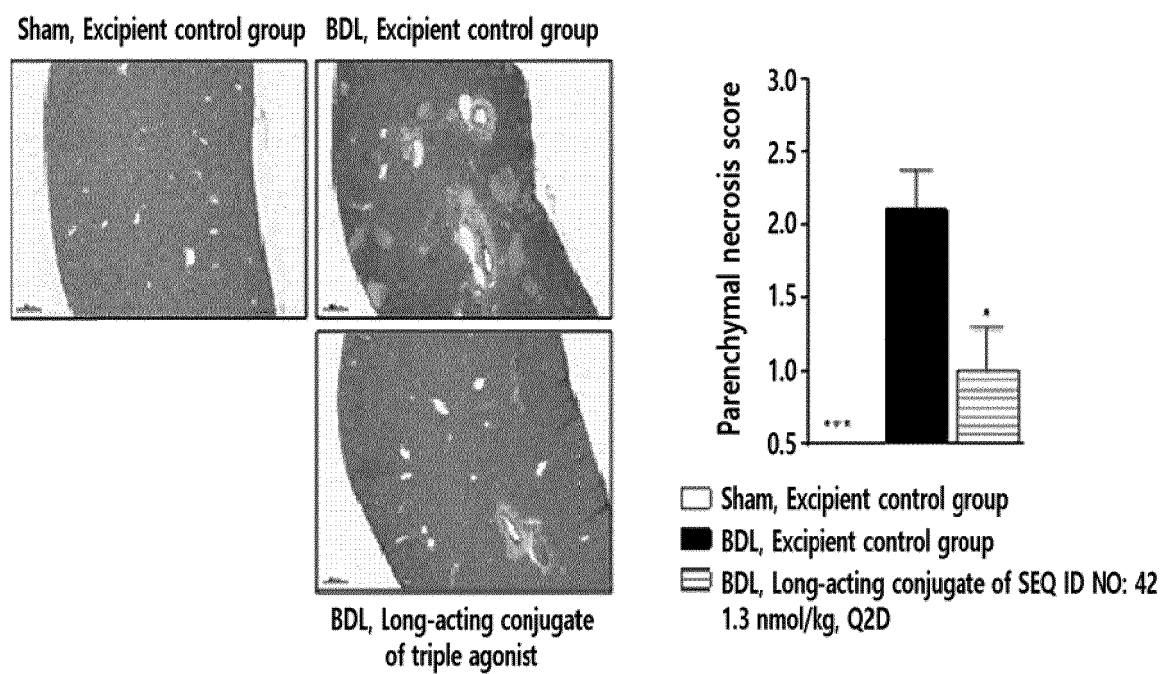 Sham, Excipient control group
BDL, Excipient control group
BDL, Long-acting conjugate
of triple agonist
Parenchymal necrosis score
3.0
2.5
2.0
1.5
1.0
0.5
***
*
Sham, Excipient control group
BDL, Excipient control group
BDL, Long-acting conjugate of SEQ ID NO: 42
1.3 nmol/kg, Q2D